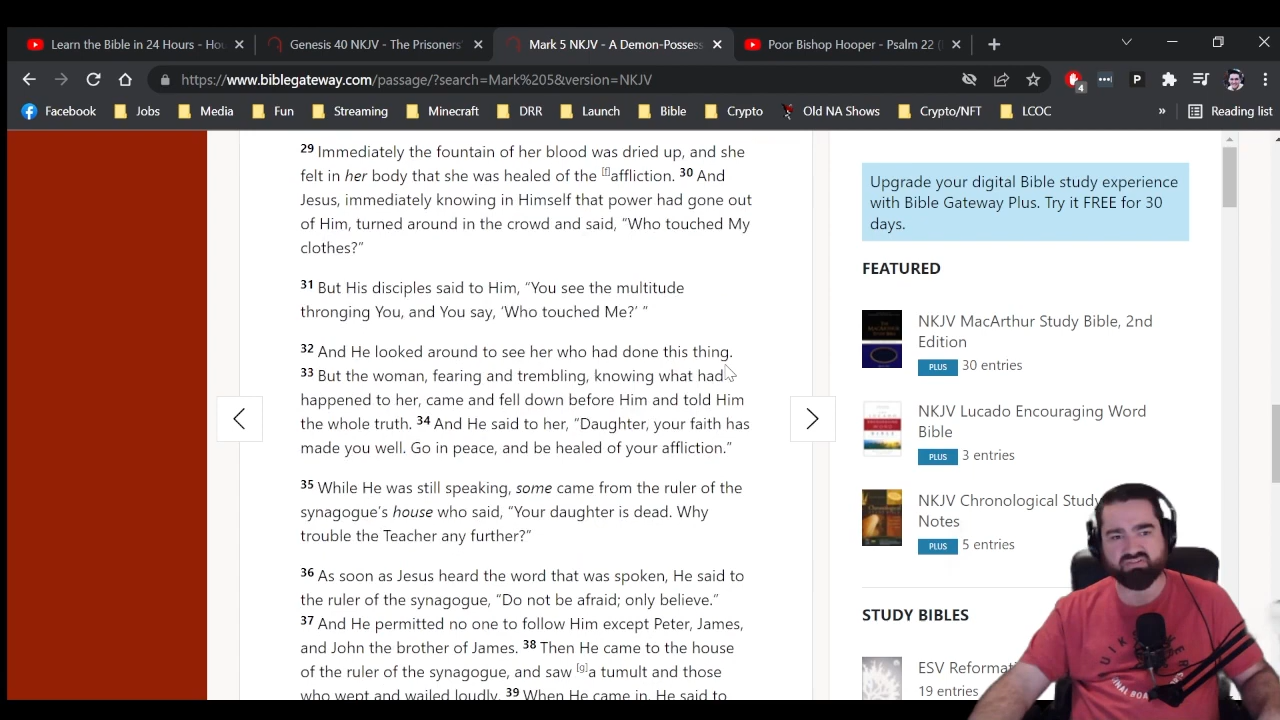 Learn the Bible in 24 Hours - Hou
Genesis 40 NKJV - The Prisoners'
Mark 5 NKJV - A Demon-Possess
Poor Bishop Hooper - Psalm 22 (
https://www.biblegateway.com/passage/?search=Mark%205&version=NKJV
4
P
Facebook
Jobs
Media
Fun
Streaming
Minecraft
DRR
Launch
Bible
Crypto
Old NA Shows
Crypto/NFT
LCOC
»
Reading list
29 Immediately the fountain of her blood was dried up, and she
felt in her body that she was healed of the [f]affliction. 30 And
Jesus, immediately knowing in Himself that power had gone out
of Him, turned around in the crowd and said, “Who touched My
clothes?”
31 But His disciples said to Him, “You see the multitude
thronging You, and You say, ‘Who touched Me?’ ”
32 And He looked around to see her who had done this thing.
33 But the woman, fearing and trembling, knowing what had
happened to her, came and fell down before Him and told Him
the whole truth. 34 And He said to her, “Daughter, your faith has
made you well. Go in peace, and be healed of your affliction.”
35 While He was still speaking, some came from the ruler of the
synagogue’s house who said, “Your daughter is dead. Why
trouble the Teacher any further?”
36 As soon as Jesus heard the word that was spoken, He said to
the ruler of the synagogue, “Do not be afraid; only believe.”
37 And He permitted no one to follow Him except Peter, James,
and John the brother of James. 38 Then He came to the house
of the ruler of the synagogue, and saw [g]a tumult and those
who wept and wailed loudly. 39 When He came in, He said to
Upgrade your digital Bible study experience
with Bible Gateway Plus. Try it FREE for 30
days.
FEATURED
NKJV MacArthur Study Bible, 2nd
Edition
PLUS 30 entries
NKJV Lucado Encouraging Word
Bible
PLUS 3 entries
NKJV Chronological Study
Notes
PLUS 5 entries
STUDY BIBLES
ESV Reformati
19 entries